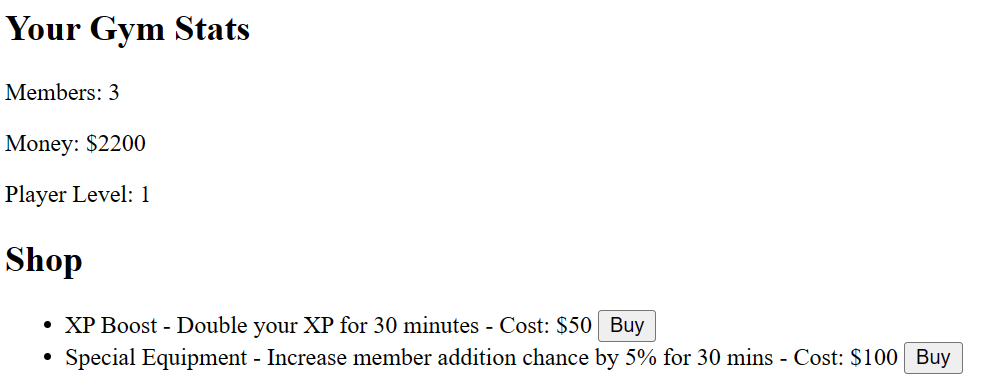 Your Gym Stats
Members: 3
Money: $2200
Player Level: 1
Shop
• XP Boost - Double your XP for 30 minutes - Cost: $50 Buy
• Special Equipment - Increase member addition chance by 5% for 30 mins - Cost: $100 Buy